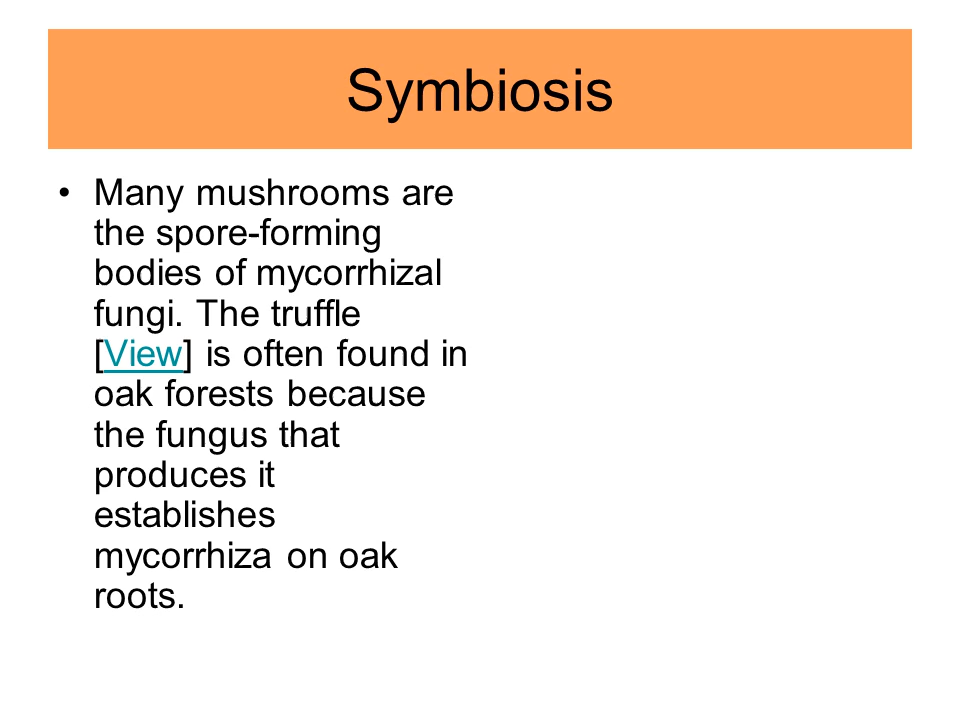 Symbiosis
• Many mushrooms are
the spore-forming
bodies of mycorrhizal
fungi. The truffle
[View] is often found in
oak forests because
the fungus that
produces it
establishes
mycorrhiza on oak
roots.